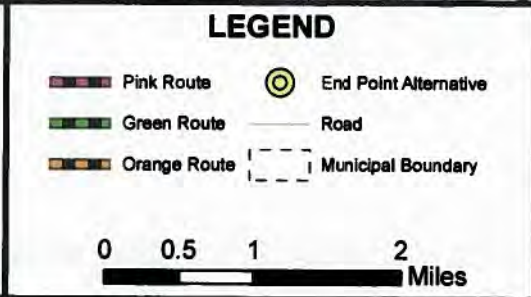 LEGEND
Pink Route
End Point Alternative
Green Route
Road
Orange Route
Municipal Boundary
0 0.5 1 2
Miles